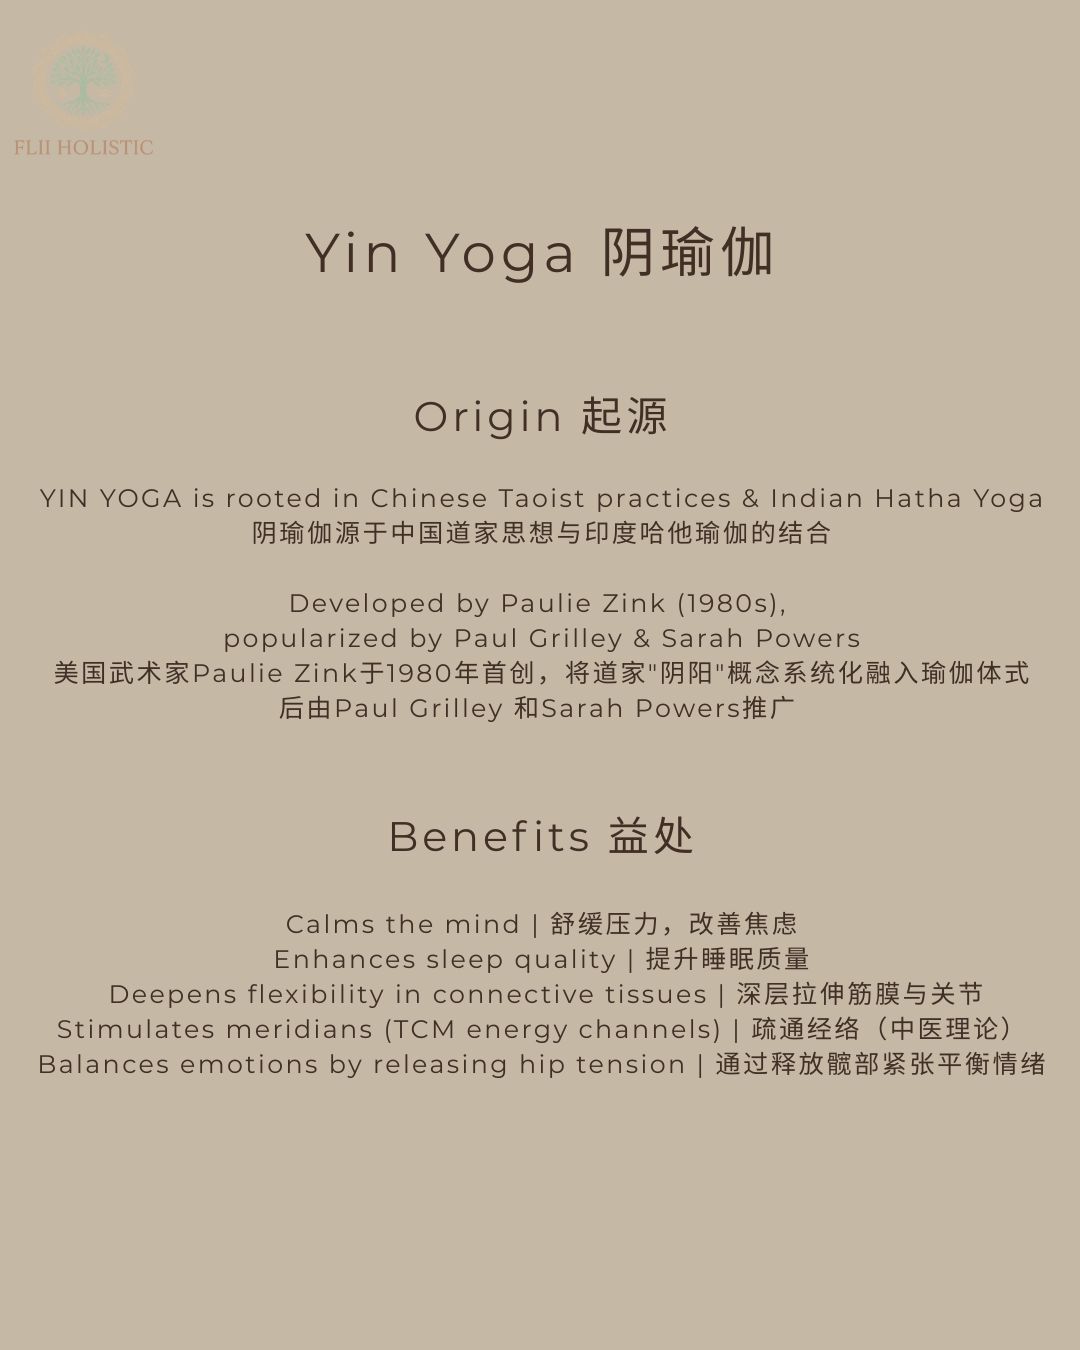 FLII HOLISTIC
Yin Yoga 阴瑜伽
Origin 起源
YIN YOGA is rooted in Chinese Taoist practices & Indian Hatha Yoga
阴瑜伽源于中国道家思想与印度哈他瑜伽的结合
Developed by Paulie Zink (1980s),
popularized by Paul Grilley & Sarah Powers
美国武术家Paulie Zink于1980年首创，将道家"阴阳"概念系统化融入瑜伽体式
后由Paul Grilley 和Sarah Powers推广
Benefits 益处
Calms the mind | 舒缓压力，改善焦虑
Enhances sleep quality | 提升睡眠质量
Deepens flexibility in connective tissues | 深层拉伸筋膜与关节
Stimulates meridians (TCM energy channels) | 疏通经络（中医理论）
Balances emotions by releasing hip tension | 通过释放髋部紧张平衡情绪